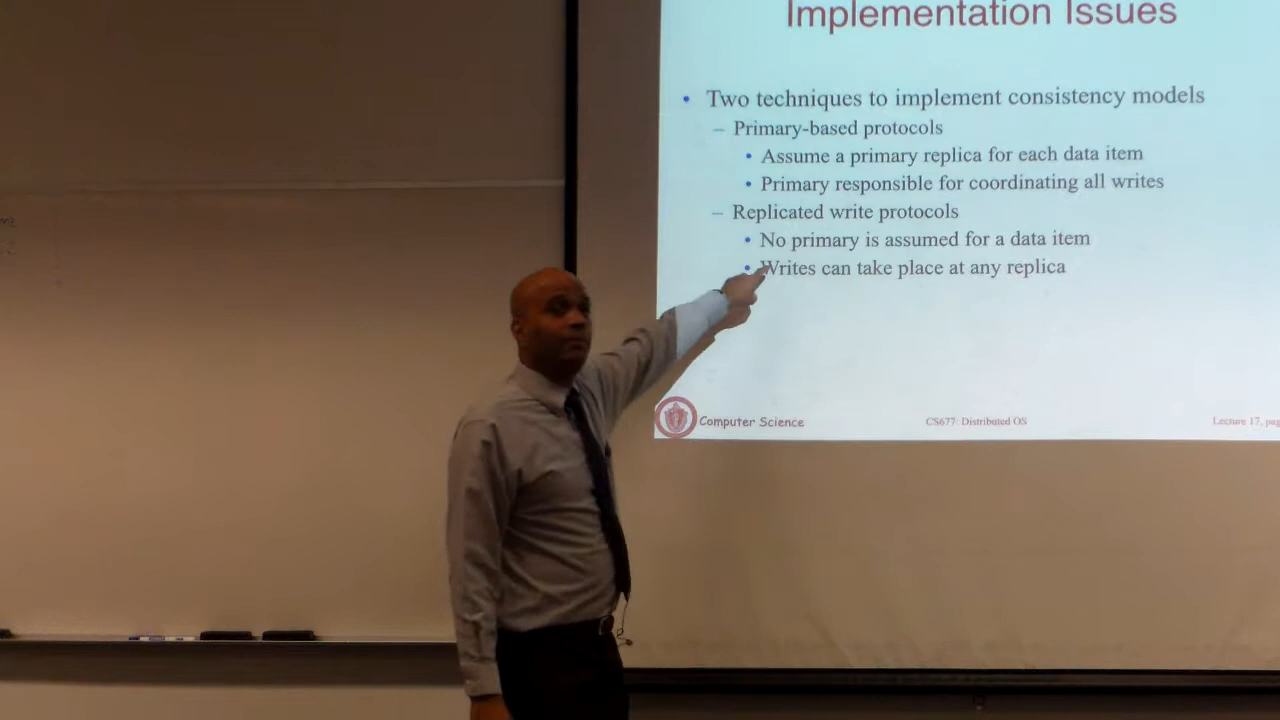 Implementation Issues
• Two techniques to implement consistency models
– Primary-based protocols
• Assume a primary replica for each data item
• Primary responsible for coordinating all writes
– Replicated write protocols
• No primary is assumed for a data item
• Writes can take place at any replica
Computer Science CS677: Distributed OS Lecture 17,